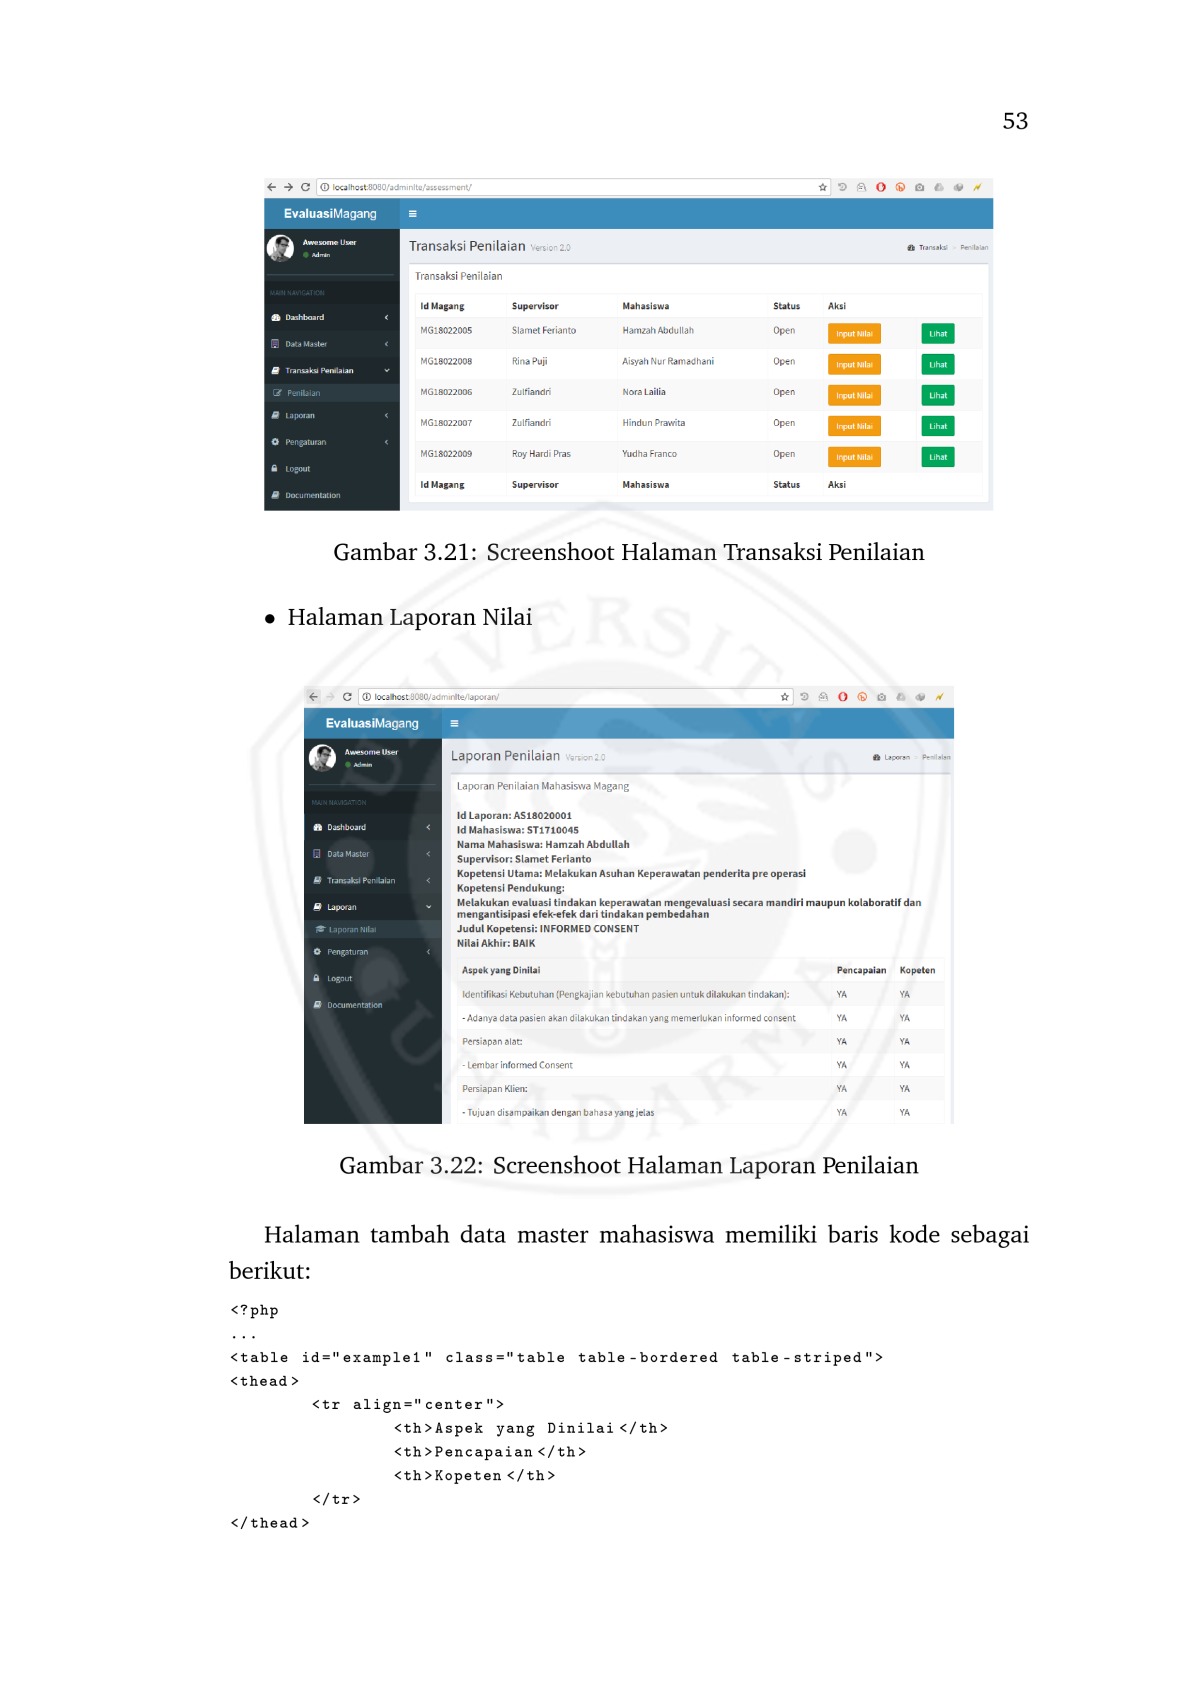 53
localhost:8080/adminlte/assessment/
EvaluasiMagang
Awesome User
Admin
Transaksi Penilaian Version 2.0
Transaksi > Penilaian
Transaksi Penilaian
MAIN NAVIGATION
Dashboard
Data Master
Transaksi Penilaian
Penilaian
Laporan
Pengaturan
Logout
Documentation
Id Magang Supervisor Mahasiswa Status Aksi
MG18022005 Slamet Ferianto Hamzah Abdullah Open Input Nilai Lihat
MG18022008 Rina Puji Aisyah Nur Ramadhani Open Input Nilai Lihat
MG18022006 Zulfiandri Nora Lailia Open Input Nilai Lihat
MG18022007 Zulfiandri Hindun Prawita Open Input Nilai Lihat
MG18022009 Roy Hardi Pras Yudha Franco Open Input Nilai Lihat
Id Magang Supervisor Mahasiswa Status Aksi
Gambar 3.21: Screenshoot Halaman Transaksi Penilaian
• Halaman Laporan Nilai
localhost:8080/adminlte/laporan/
EvaluasiMagang
Awesome User
Admin
Laporan Penilaian Version 2.0
Laporan > Penilaian
MAIN NAVIGATION
Dashboard
Data Master
Transaksi Penilaian
Laporan
Laporan Nilai
Pengaturan
Logout
Documentation
Laporan Penilaian Mahasiswa Magang
Id Laporan: AS18020001
Id Mahasiswa: ST1710045
Nama Mahasiswa: Hamzah Abdullah
Supervisor: Slamet Ferianto
Kopetensi Utama: Melakukan Asuhan Keperawatan penderita pre operasi
Kopetensi Pendukung:
Melakukan evaluasi tindakan keperawatan mengevaluasi secara mandiri maupun kolaboratif dan
mengantisipasi efek-efek dari tindakan pembedahan
Judul Kopetensi: INFORMED CONSENT
Nilai Akhir: BAIK
Aspek yang Dinilai Pencapaian Kopeten
Identifikasi Kebutuhan (Pengkajian kebutuhan pasien untuk dilakukan tindakan): YA YA
- Adanya data pasien akan dilakukan tindakan yang memerlukan informed consent YA YA
Persiapan alat: YA YA
- Lembar informed Consent YA YA
Persiapan Klien: YA YA
- Tujuan disampaikan dengan bahasa yang jelas YA YA
UNIVERSITAS
GUNADARMA
Gambar 3.22: Screenshoot Halaman Laporan Penilaian
Halaman tambah data master mahasiswa memiliki baris kode sebagai
berikut:
<?php
...
<table id="example1" class="table table-bordered table-striped">
<thead>
<tr align="center">
<th>Aspek yang Dinilai</th>
<th>Pencapaian</th>
<th>Kopeten</th>
</tr>
</thead>